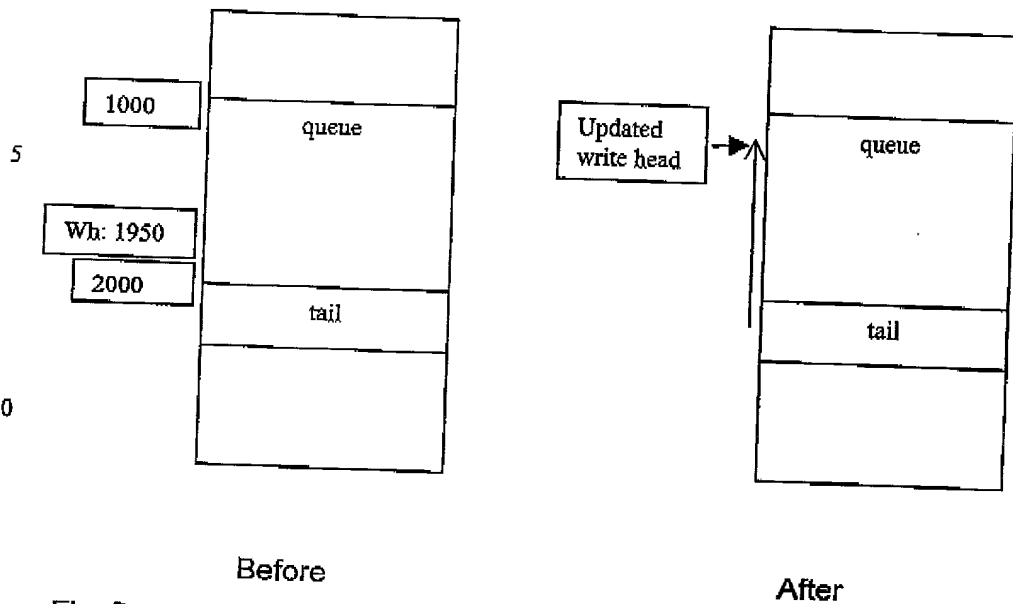 1000
queue
5
Wh: 1950
2000
tail
0
Before
Updated
write head
queue
tail
After